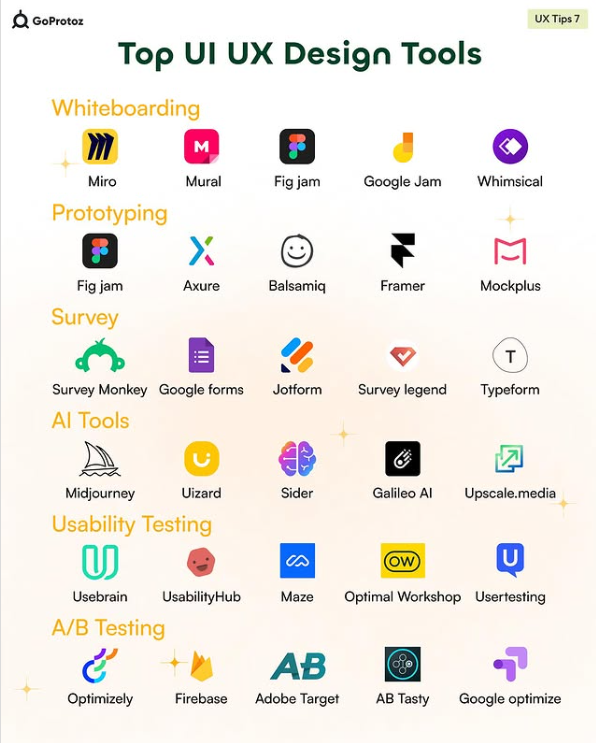 GoProtoz
UX Tips 7
Top UI UX Design Tools
Whiteboarding
M
Miro Mural Fig jam Google Jam Whimsical
Prototyping
Fig jam Axure Balsamiq Framer Mockplus
Survey
T
Survey Monkey Google forms Jotform Survey legend Typeform
AI Tools
Midjourney Uizard Sider Galileo AI Upscale.media
Usability Testing
OW U
Usebrain UsabilityHub Maze Optimal Workshop Usertesting
A/B Testing
AB
Optimizely Firebase Adobe Target AB Tasty Google optimize